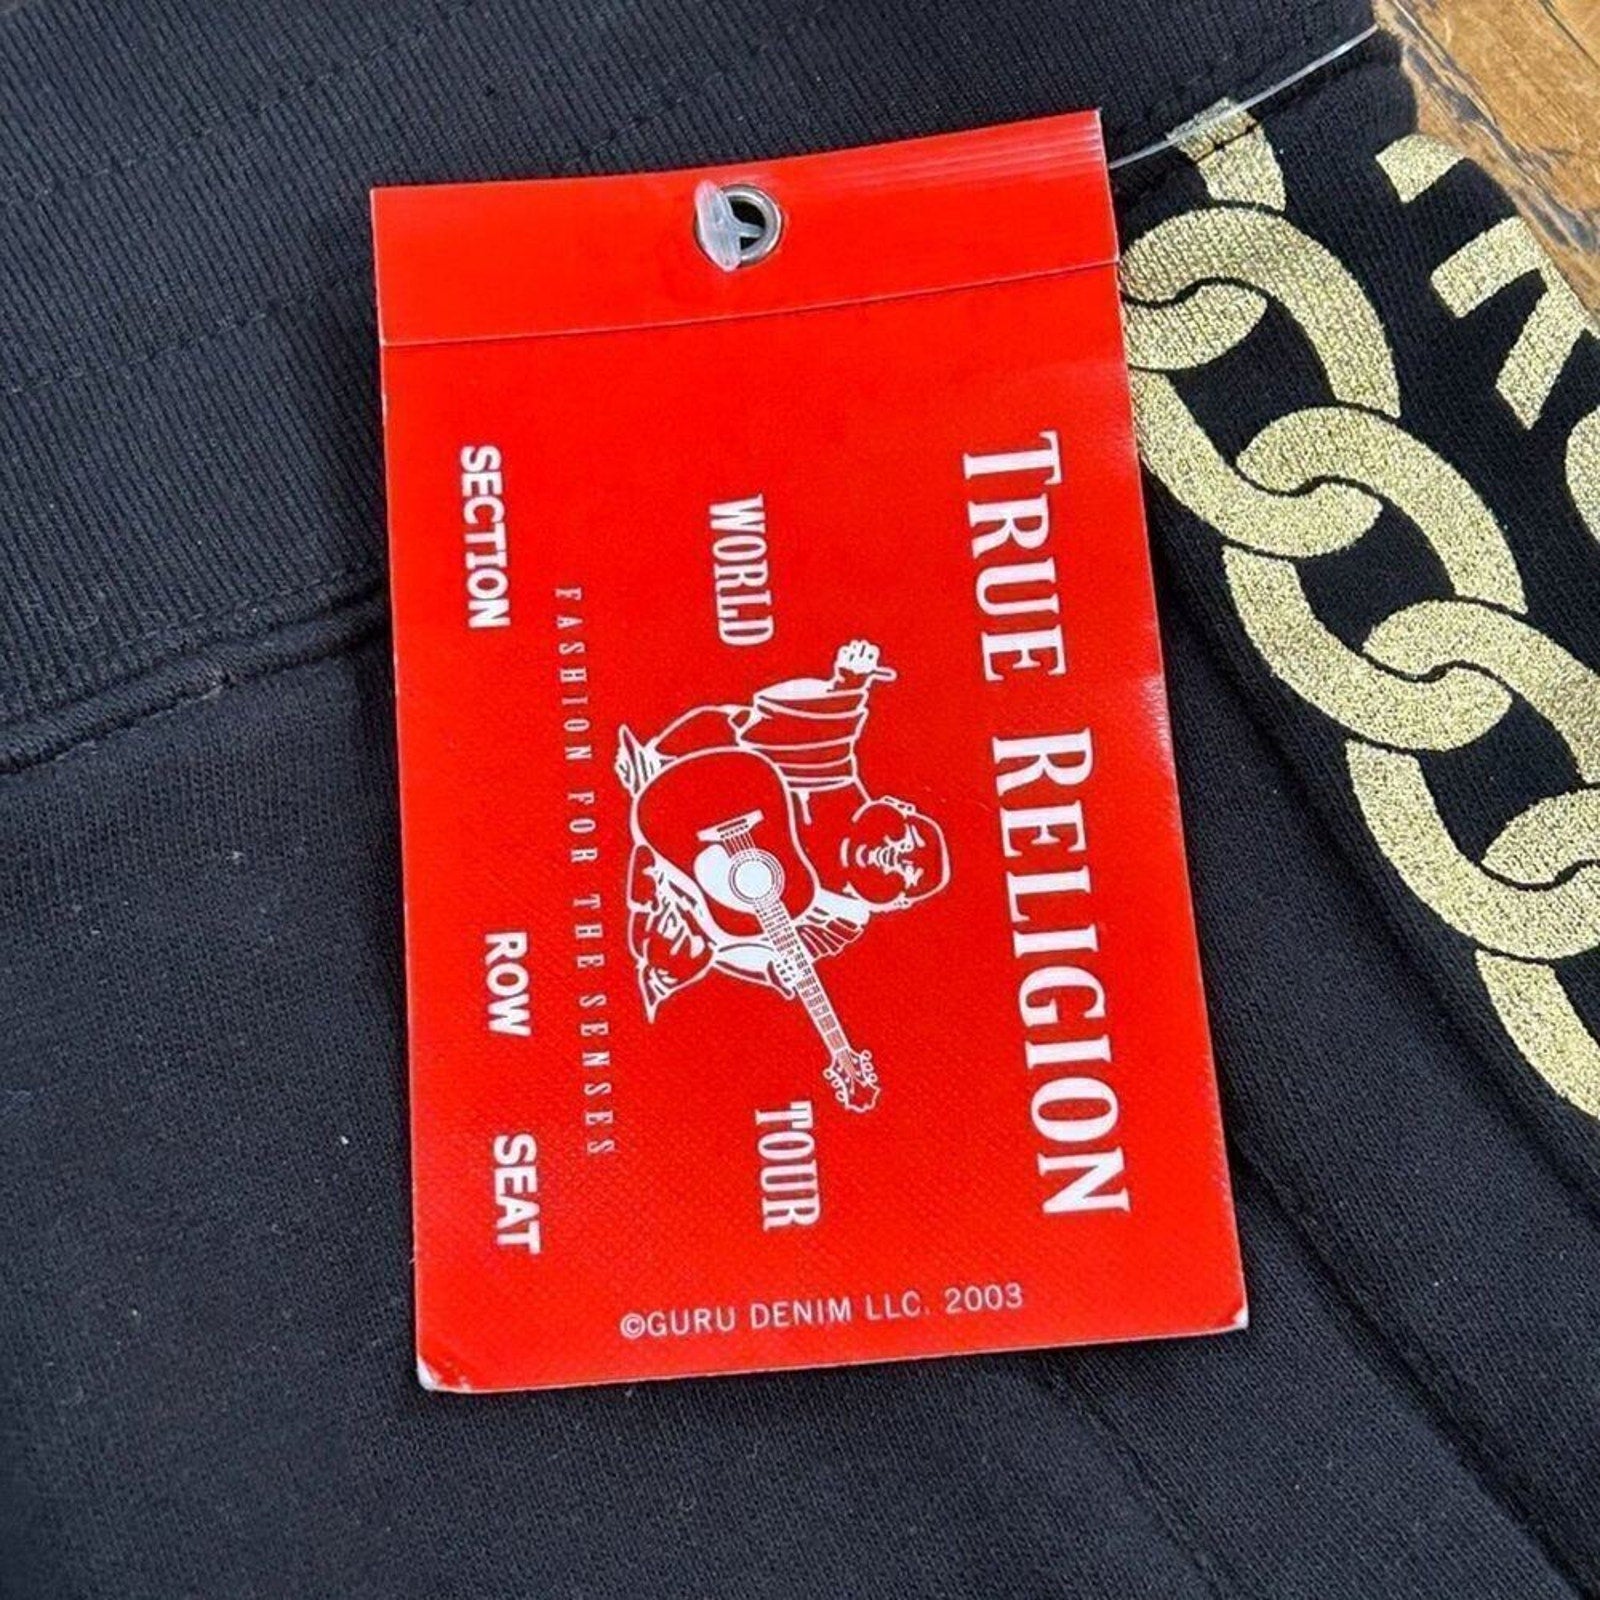 TRUE RELIGION
WORLD TOUR
FASHION FOR THE SENSES
SECTION ROW SEAT
©GURU DENIM LLC. 2003